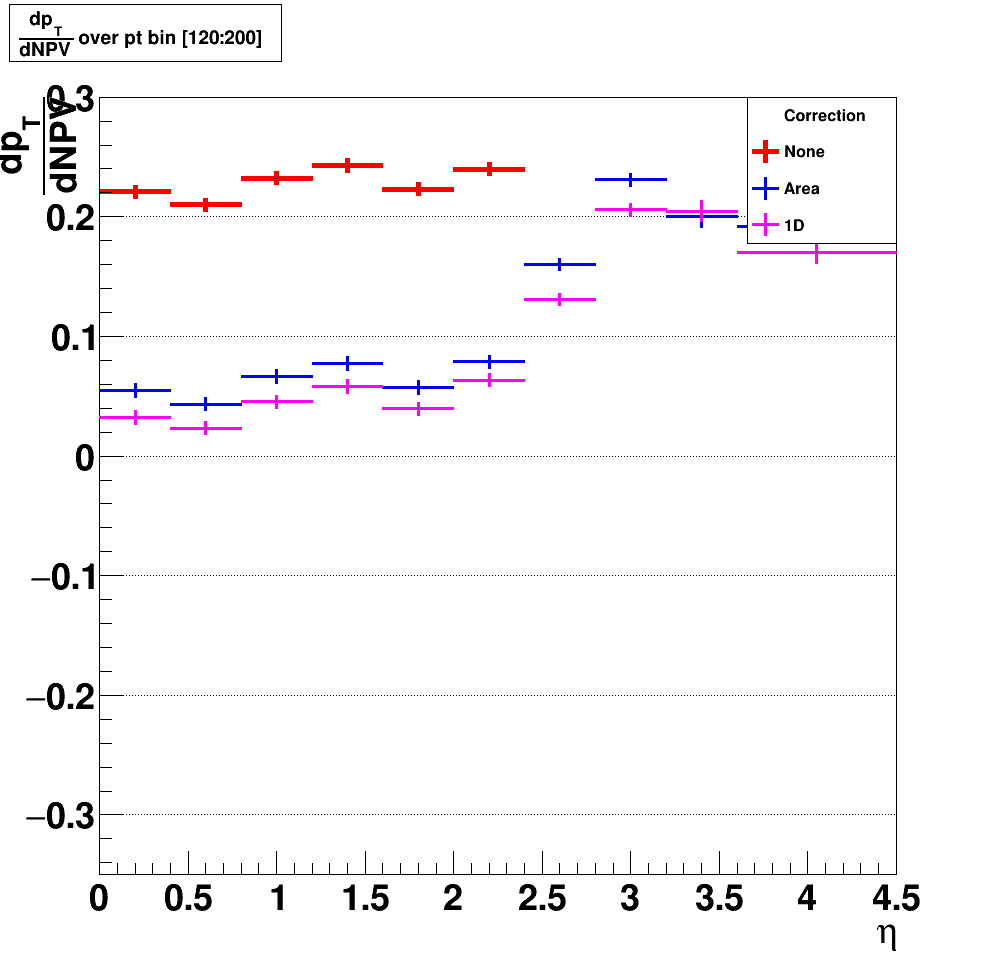 dp_T
dNPV
over pt bin [120:200]
dp_T
dNPV
0.3
0.2
0.1
0
−0.1
−0.2
−0.3
Correction
None
Area
1D
0 0.5 1 1.5 2 2.5 3 3.5 4 4.5
η